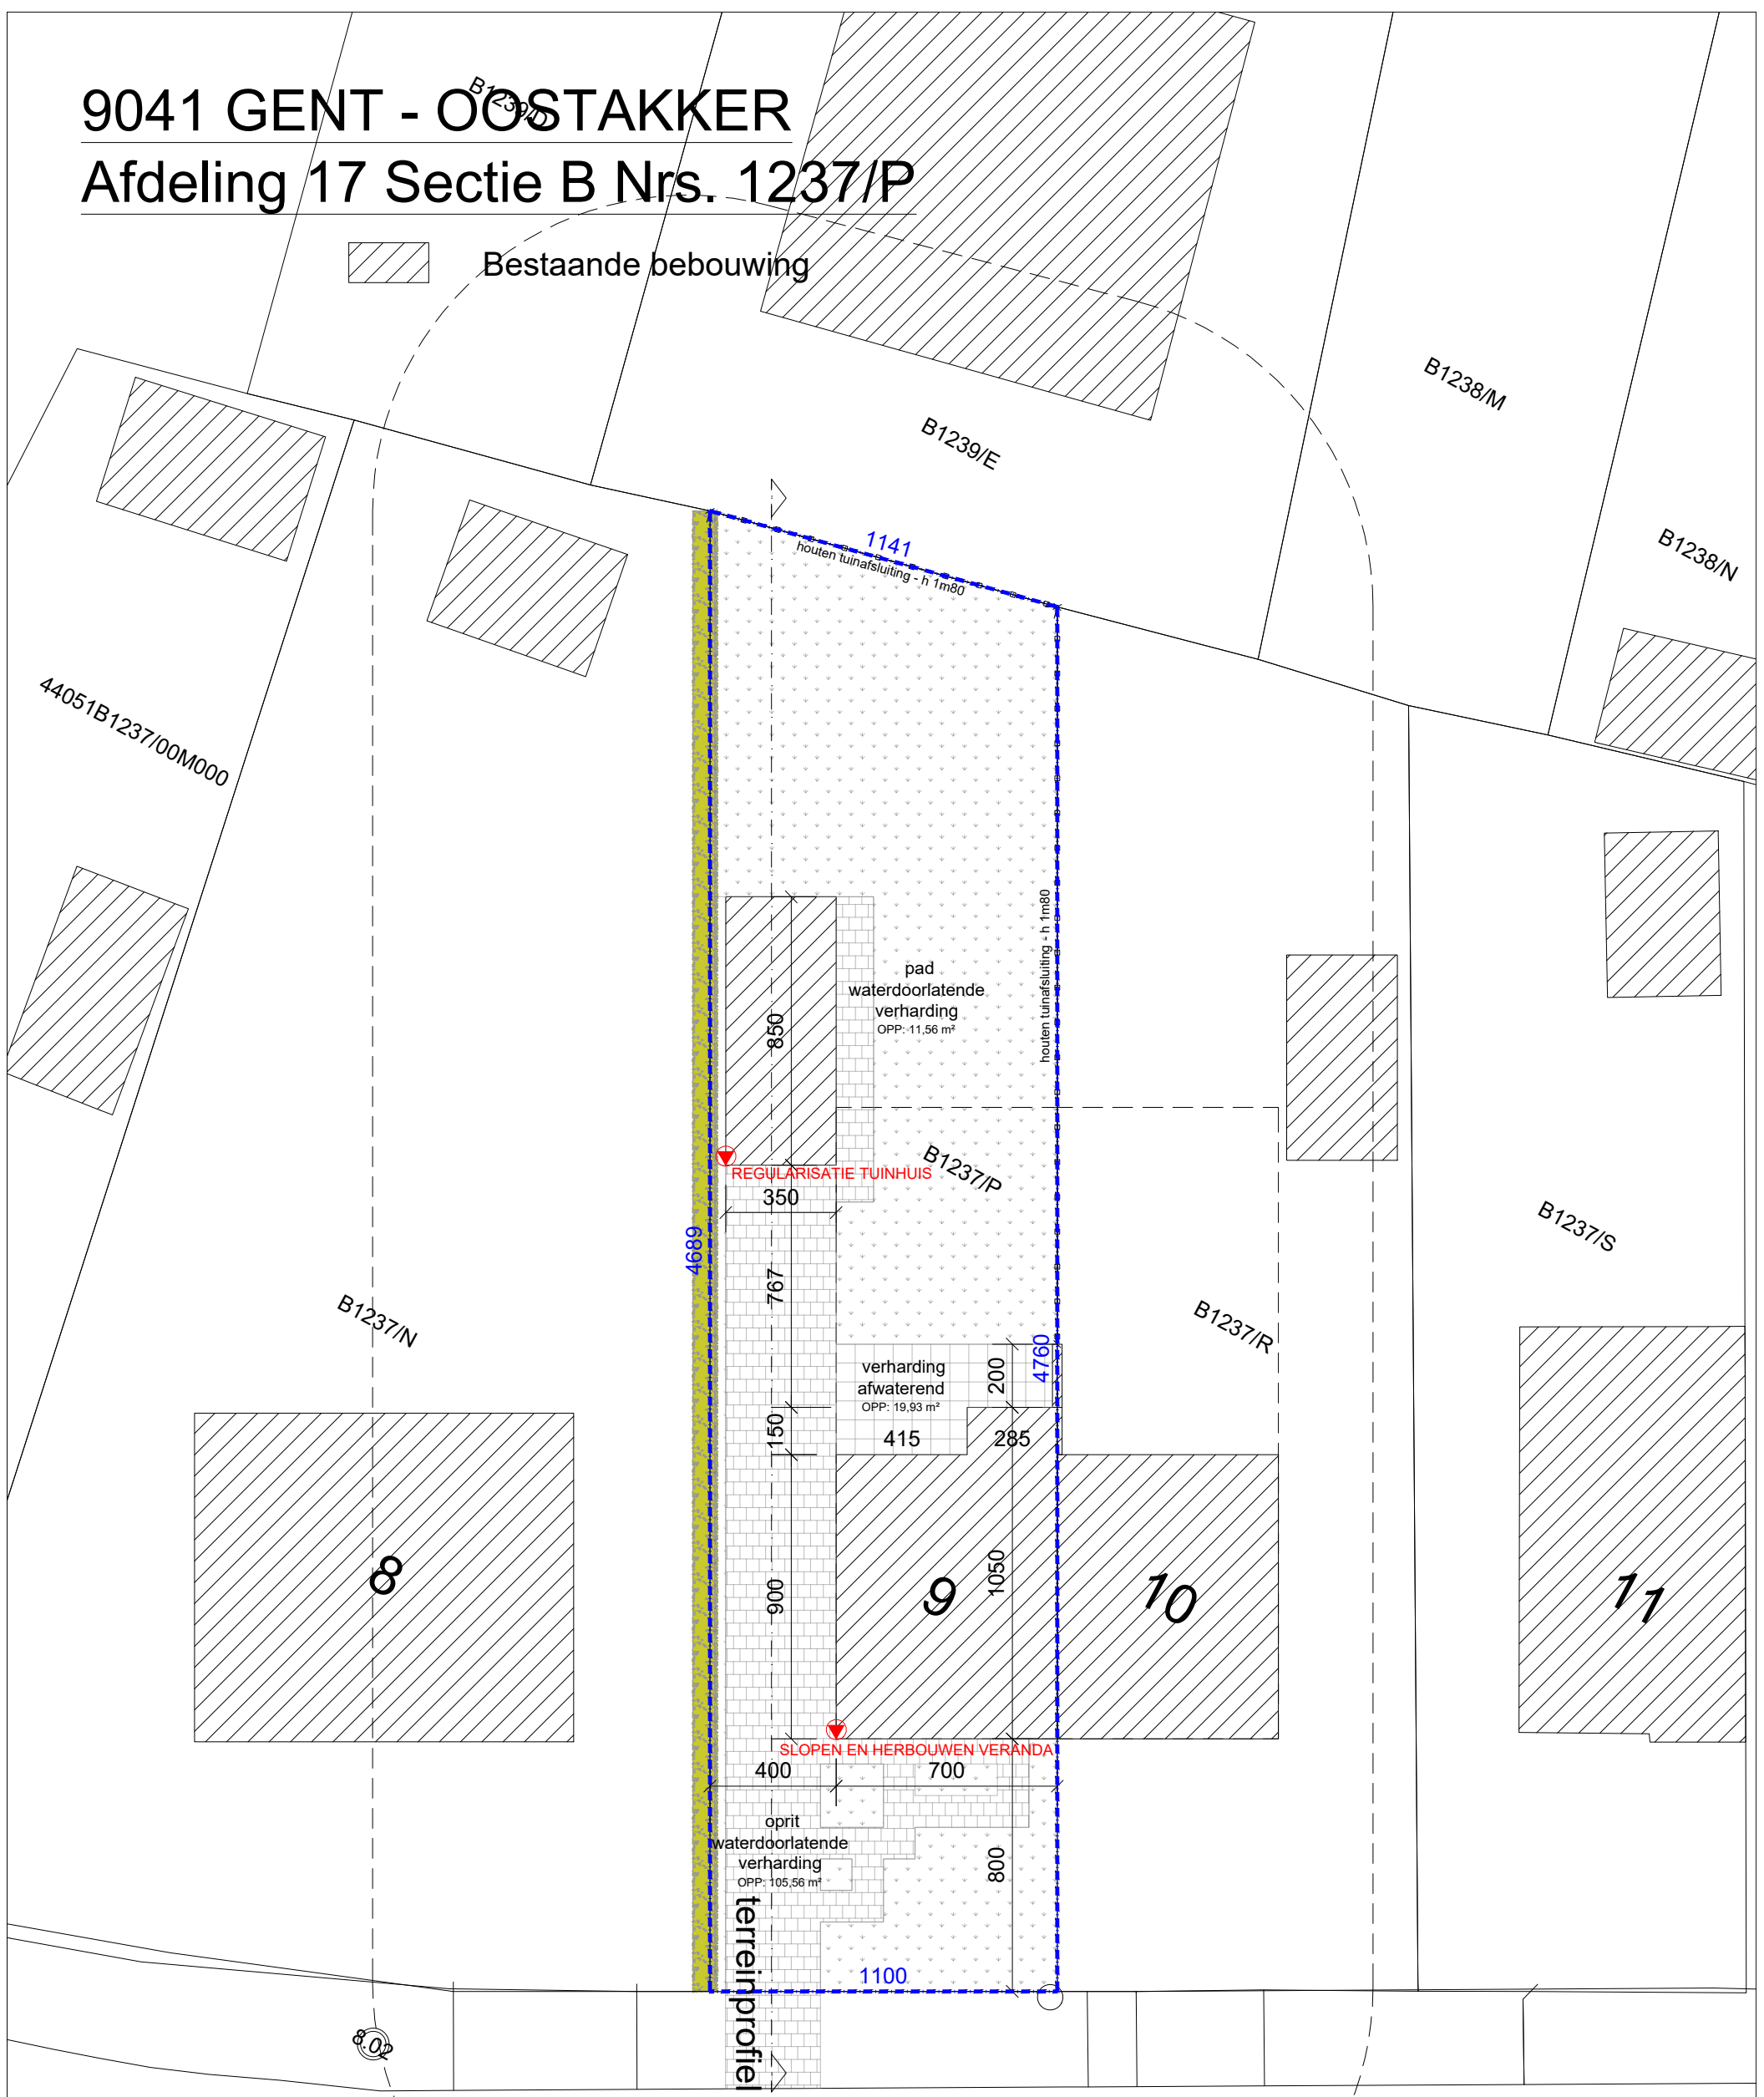 9041 GENT - OOSTAKKER
B1239/D
Afdeling 17 Sectie B Nrs. 1237/P
Bestaande bebouwing
B1238/M
B1239/E
B1238/N
1141
houten tuinafsluiting - h 1m80
44051B1237/00M000
houten tuinafsluiting - h 1m80
pad
waterdoorlatende
verharding
OPP: 11,56 m²
850
B1237/P
REGULARISATIE TUINHUIS
350
B1237/S
4689
767
B1237/N
B1237/R
4760
200
verharding
afwaterend
OPP: 19,93 m²
150
415
285
8
900
9
1050
10
11
SLOPEN EN HERBOUWEN VERANDA
400
700
oprit
waterdoorlatende
verharding
OPP: 105,56 m²
800
terreinprofiel
1100
8.02